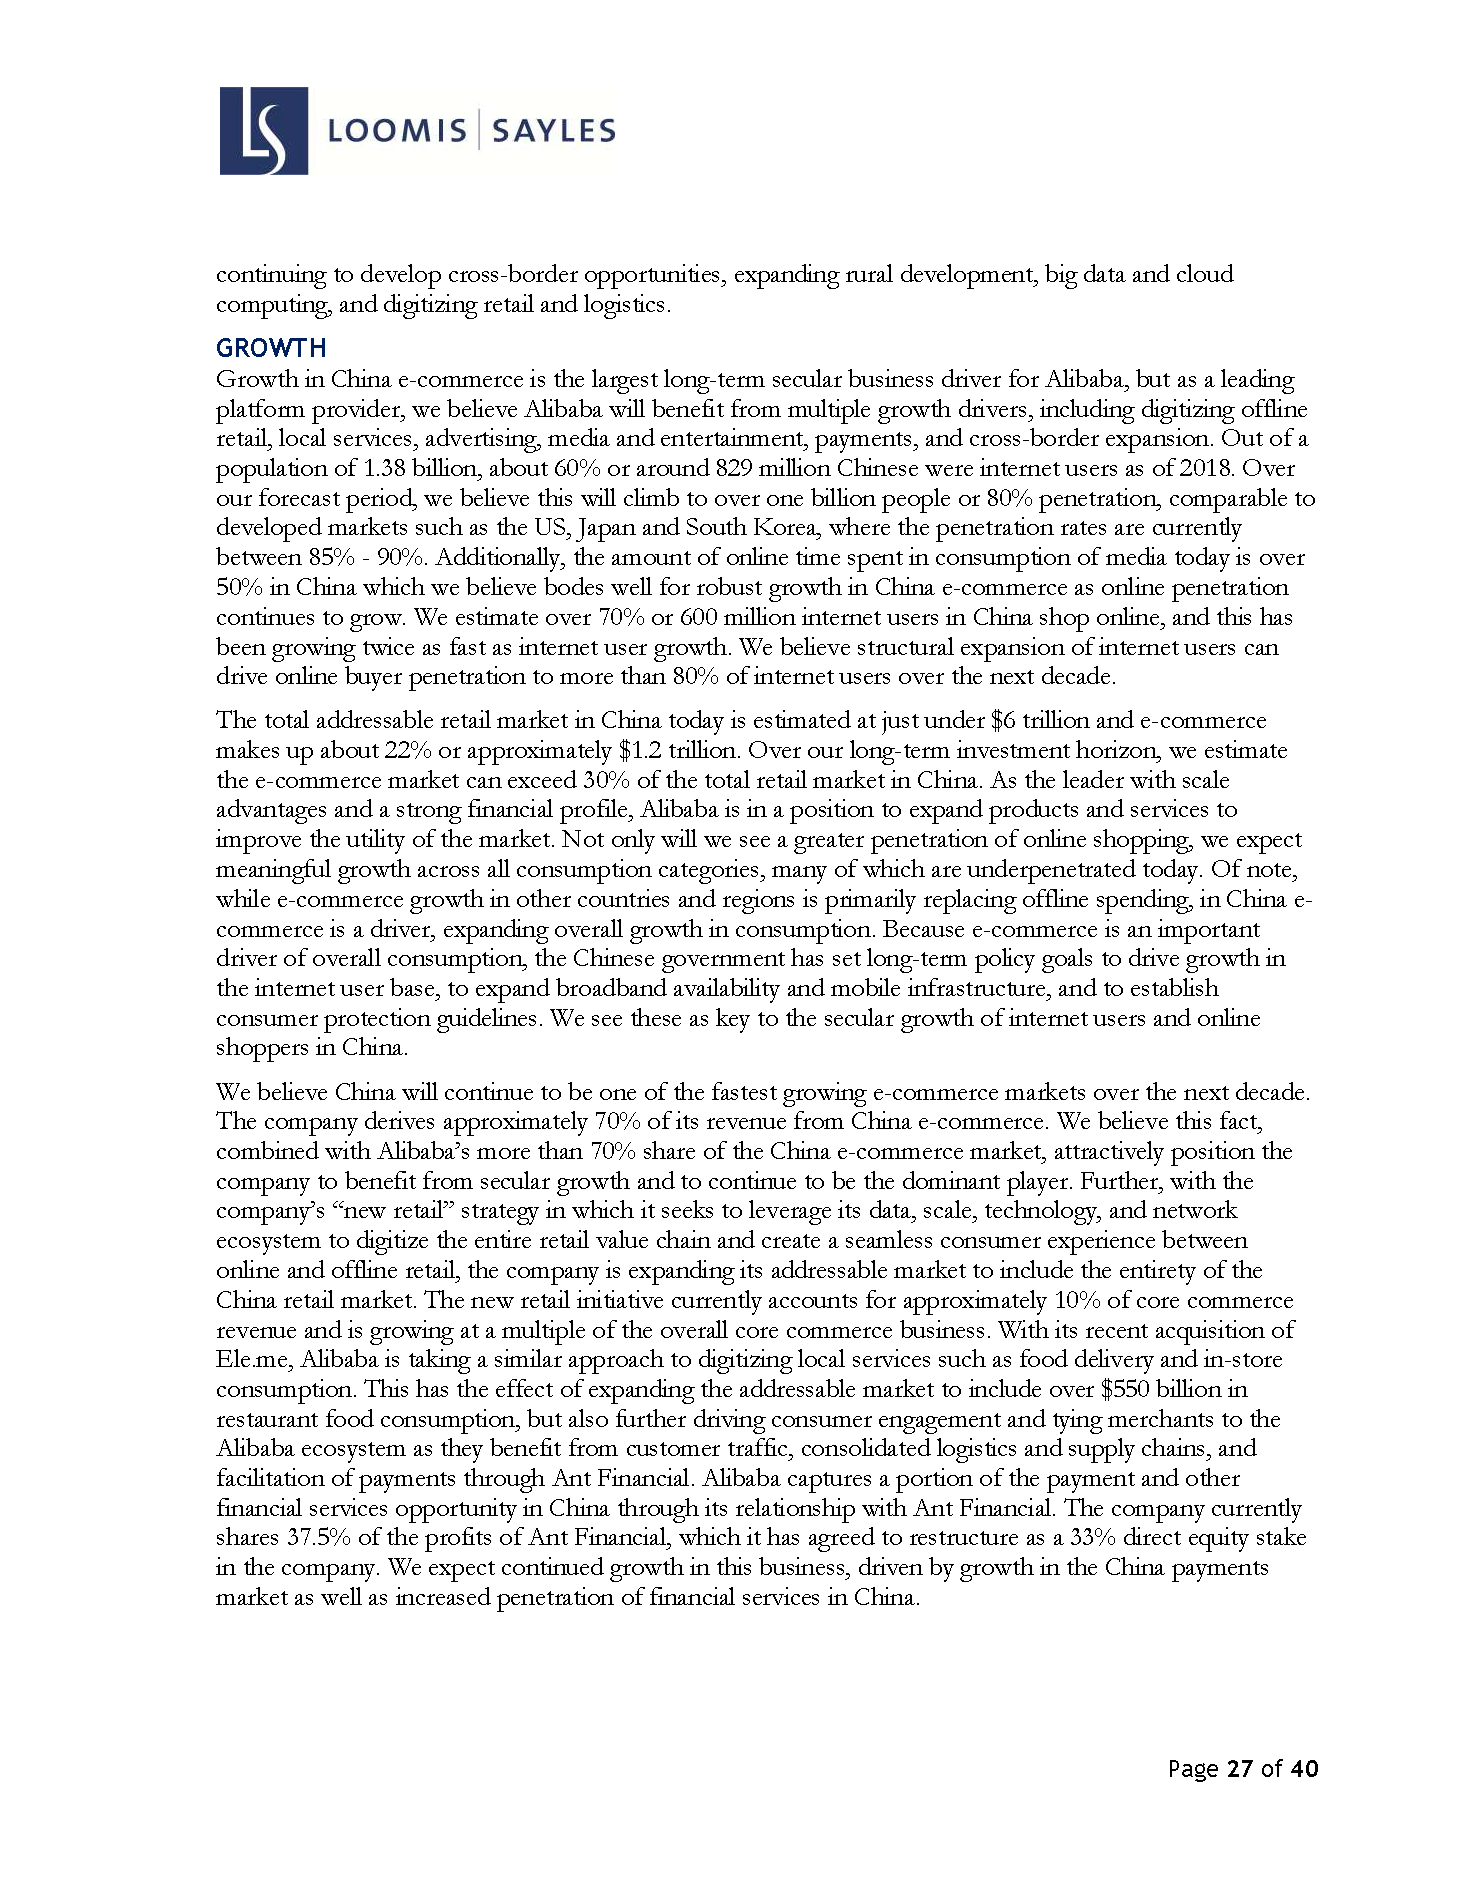 LS LOOMIS | SAYLES
continuing to develop cross-border opportunities, expanding rural development, big data and cloud
computing, and digitizing retail and logistics.
GROWTH
Growth in China e-commerce is the largest long-term secular business driver for Alibaba, but as a leading
platform provider, we believe Alibaba will benefit from multiple growth drivers, including digitizing offline
retail, local services, advertising, media and entertainment, payments, and cross-border expansion. Out of a
population of 1.38 billion, about 60% or around 829 million Chinese were internet users as of 2018. Over
our forecast period, we believe this will climb to over one billion people or 80% penetration, comparable to
developed markets such as the US, Japan and South Korea, where the penetration rates are currently
between 85% - 90%. Additionally, the amount of online time spent in consumption of media today is over
50% in China which we believe bodes well for robust growth in China e-commerce as online penetration
continues to grow. We estimate over 70% or 600 million internet users in China shop online, and this has
been growing twice as fast as internet user growth. We believe structural expansion of internet users can
drive online buyer penetration to more than 80% of internet users over the next decade.
The total addressable retail market in China today is estimated at just under $6 trillion and e-commerce
makes up about 22% or approximately $1.2 trillion. Over our long-term investment horizon, we estimate
the e-commerce market can exceed 30% of the total retail market in China. As the leader with scale
advantages and a strong financial profile, Alibaba is in a position to expand products and services to
improve the utility of the market. Not only will we see a greater penetration of online shopping, we expect
meaningful growth across all consumption categories, many of which are underpenetrated today. Of note,
while e-commerce growth in other countries and regions is primarily replacing offline spending, in China e-
commerce is a driver, expanding overall growth in consumption. Because e-commerce is an important
driver of overall consumption, the Chinese government has set long-term policy goals to drive growth in
the internet user base, to expand broadband availability and mobile infrastructure, and to establish
consumer protection guidelines. We see these as key to the secular growth of internet users and online
shoppers in China.
We believe China will continue to be one of the fastest growing e-commerce markets over the next decade.
The company derives approximately 70% of its revenue from China e-commerce. We believe this fact,
combined with Alibaba’s more than 70% share of the China e-commerce market, attractively position the
company to benefit from secular growth and to continue to be the dominant player. Further, with the
company’s “new retail” strategy in which it seeks to leverage its data, scale, technology, and network
ecosystem to digitize the entire retail value chain and create a seamless consumer experience between
online and offline retail, the company is expanding its addressable market to include the entirety of the
China retail market. The new retail initiative currently accounts for approximately 10% of core commerce
revenue and is growing at a multiple of the overall core commerce business. With its recent acquisition of
Ele.me, Alibaba is taking a similar approach to digitizing local services such as food delivery and in-store
consumption. This has the effect of expanding the addressable market to include over $550 billion in
restaurant food consumption, but also further driving consumer engagement and tying merchants to the
Alibaba ecosystem as they benefit from customer traffic, consolidated logistics and supply chains, and
facilitation of payments through Ant Financial. Alibaba captures a portion of the payment and other
financial services opportunity in China through its relationship with Ant Financial. The company currently
shares 37.5% of the profits of Ant Financial, which it has agreed to restructure as a 33% direct equity stake
in the company. We expect continued growth in this business, driven by growth in the China payments
market as well as increased penetration of financial services in China.
Page 27 of 40